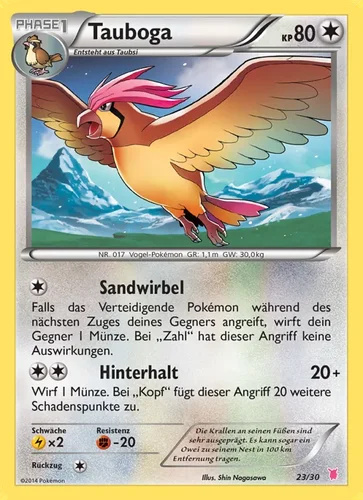 PHASE 1
Tauboga
KP 80
Entsteht aus Taubsi
NR. 017 Vogel-Pokémon GR: 1,1m GW: 30,0kg
Sandwirbel
Falls das Verteidigende Pokémon während des
nächsten Zuges deines Gegners angreift, wirft dein
Gegner 1 Münze. Bei „Zahl“ hat dieser Angriff keine
Auswirkungen.
Hinterhalt 20+
Wirf 1 Münze. Bei „Kopf“ fügt dieser Angriff 20 weitere
Schadenspunkte zu.
Schwäche
×2
Resistenz
-20
Rückzug
Die Krallen an seinen Füßen sind
sehr ausgeprägt. Es kann sogar ein
Owei zu seinem Nest in 100 km
Entfernung tragen.
©2014 Pokémon
Illus. Shin Nagasawa
23/30